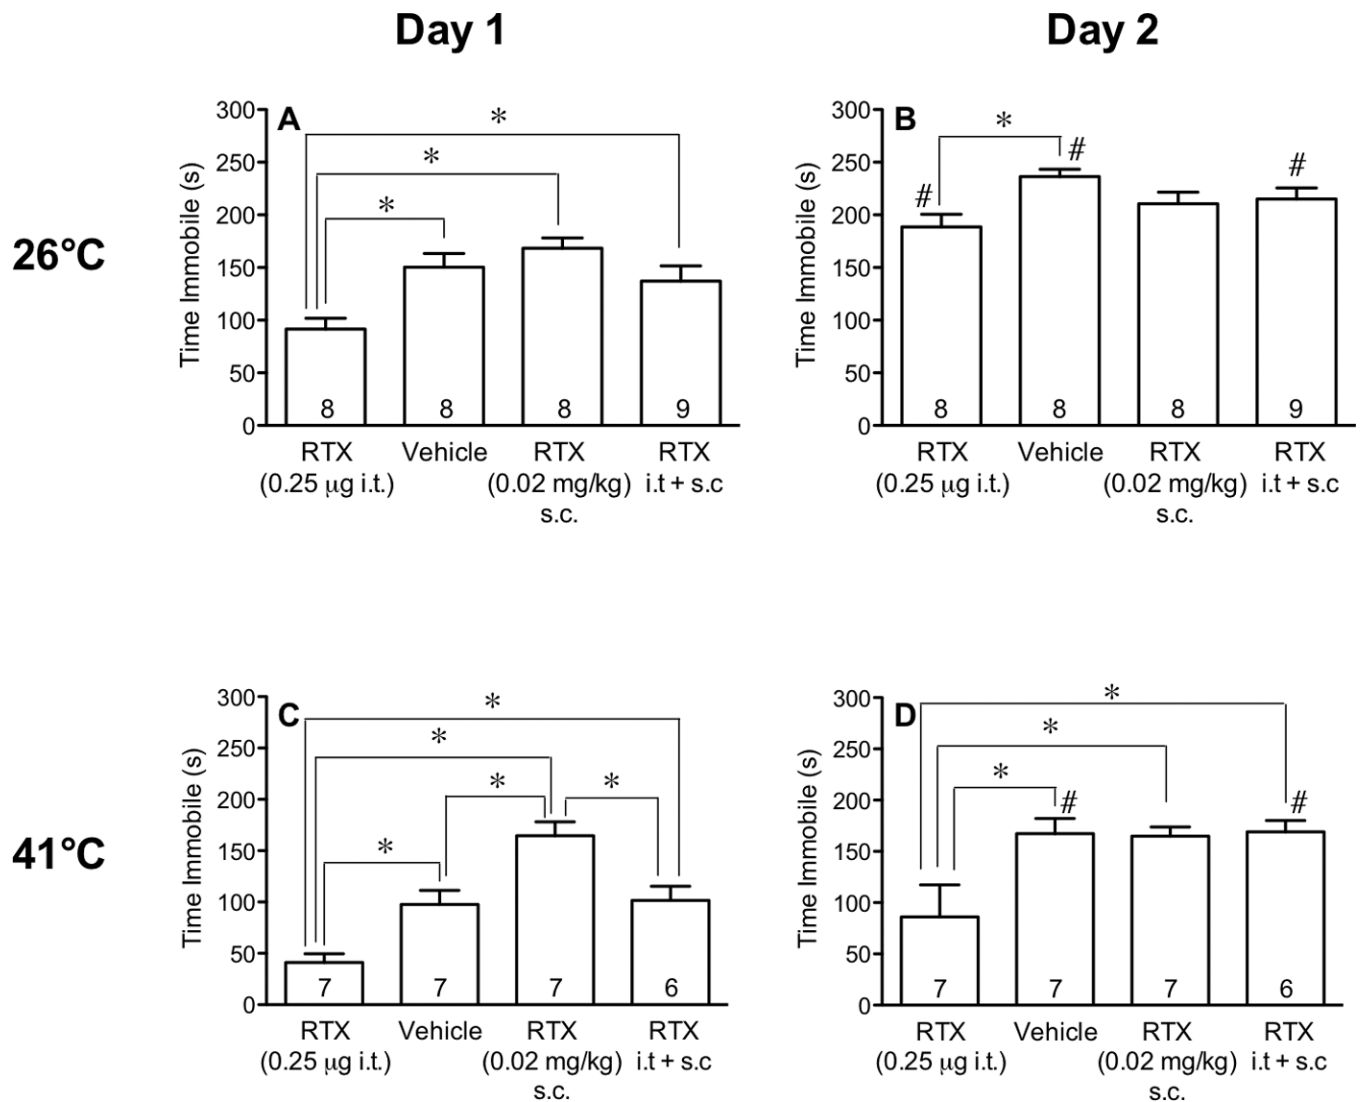 Day 1
Day 2
26°C
A
Time Immobile (s)
300
250
200
150
100
50
0
*
*
*
8
8
8
9
RTX
(0.25 µg i.t.)
Vehicle
RTX
(0.02 mg/kg)
s.c.
RTX
i.t + s.c
B
Time Immobile (s)
300
250
200
150
100
50
0
*
#
#
#
8
8
8
9
RTX
(0.25 µg i.t.)
Vehicle
RTX
(0.02 mg/kg)
s.c.
RTX
i.t + s.c
41°C
C
Time Immobile (s)
300
250
200
150
100
50
0
*
*
*
*
*
7
7
7
6
RTX
(0.25 µg i.t.)
Vehicle
RTX
(0.02 mg/kg)
s.c.
RTX
i.t + s.c
D
Time Immobile (s)
300
250
200
150
100
50
0
*
*
*
#
#
7
7
7
6
RTX
(0.25 µg i.t.)
Vehicle
RTX
(0.02 mg/kg)
s.c.
RTX
i.t + s.c